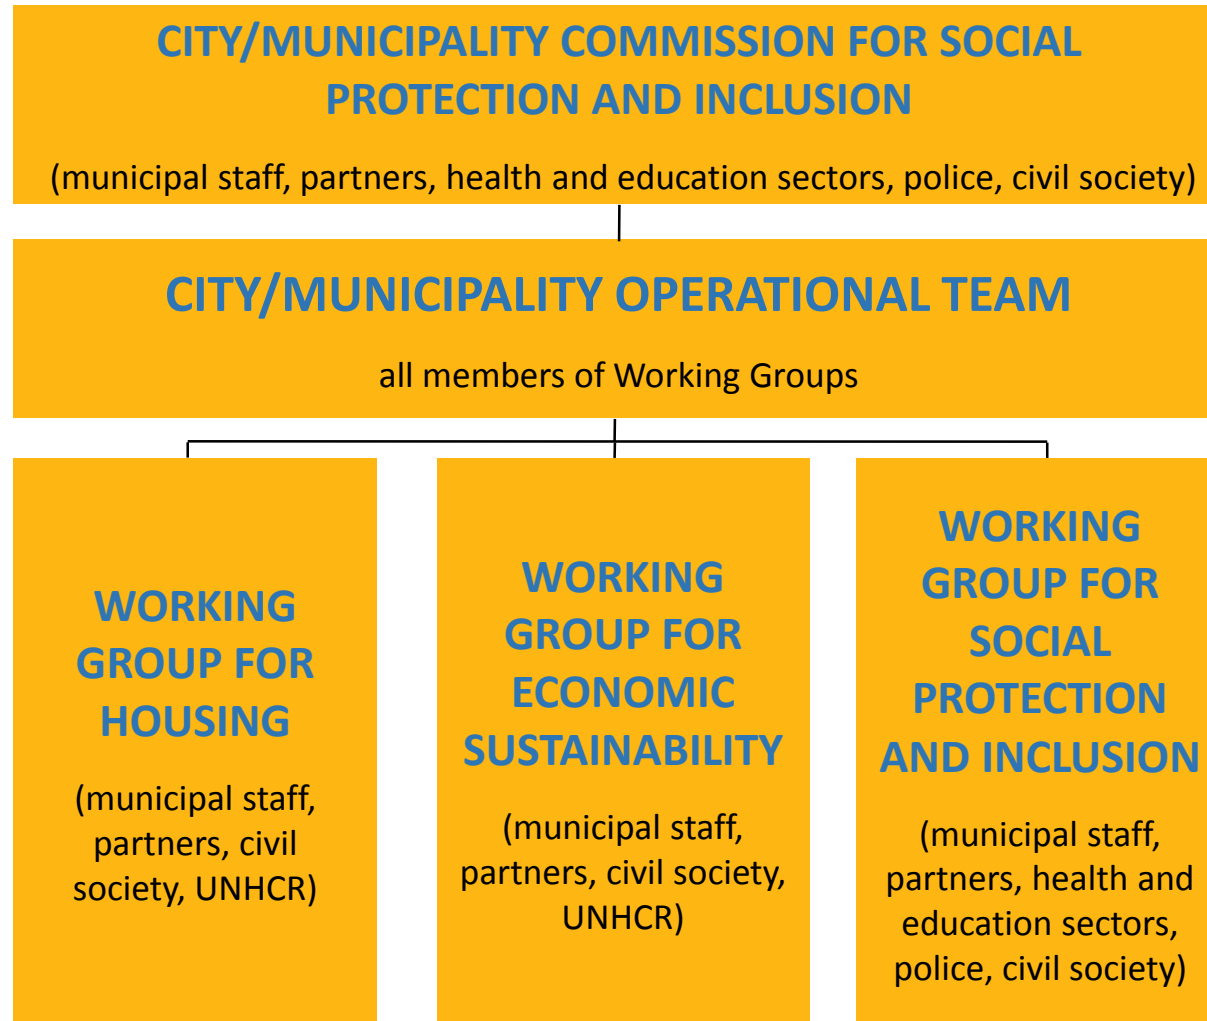 CITY/MUNICIPALITY COMMISSION FOR SOCIAL
PROTECTION AND INCLUSION
(municipal staff, partners, health and education sectors, police, civil society)
CITY/MUNICIPALITY OPERATIONAL TEAM
all members of Working Groups
WORKING
GROUP FOR
HOUSING
(municipal staff,
partners, civil
society, UNHCR)
WORKING
GROUP FOR
ECONOMIC
SUSTAINABILITY
(municipal staff,
partners, civil society,
UNHCR)
WORKING
GROUP FOR
SOCIAL
PROTECTION
AND INCLUSION
(municipal staff,
partners, health and
education sectors,
police, civil society)